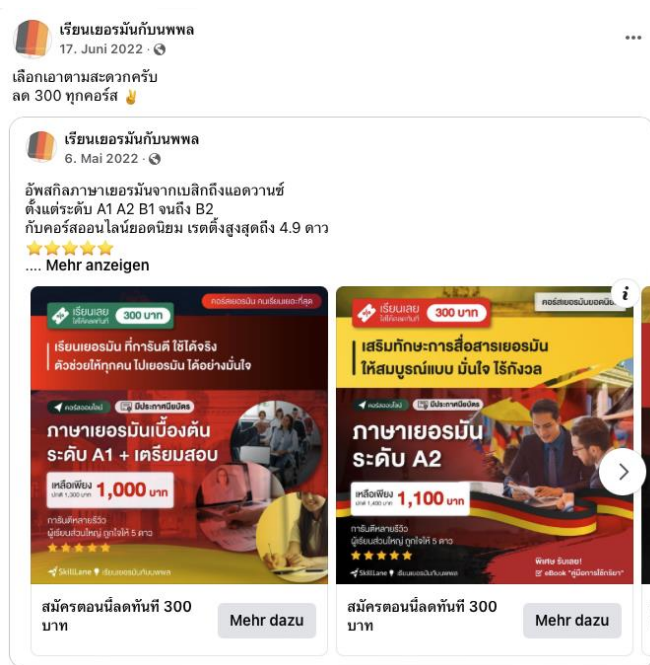 เรียนเยอรมันกับนพพล
17. Juni 2022
เลือกเอาตามสะดวกครับ
ลด 300 ทุกคอร์ส ✌️
เรียนเยอรมันกับนพพล
6. Mai 2022
อัพสกิลภาษาเยอรมันจากเบสิกถึงแอดวานซ์
ตั้งแต่ระดับ A1 A2 B1 จนถึง B2
กับคอร์สออนไลน์ยอดนิยม เรตติ้งสูงสุดถึง 4.9 ดาว
⭐⭐⭐⭐⭐
.... Mehr anzeigen
คอร์สเยอรมัน คนเรียนเยอะที่สุด
เรียนเลย
300 บาท
เรียนเยอรมัน ที่การันตี ใช้ได้จริง
ตัวช่วยให้ทุกคน ไปเยอรมัน ได้อย่างมั่นใจ
คอร์สออนไลน์
มีประกาศนียบัตร
ภาษาเยอรมันเบื้องต้น
ระดับ A1 + เตรียมสอบ
เหลือเพียง
ปกติ 1,300 บาท
1,000 บาท
การันตีหลายรีวิว
ผู้เรียนส่วนใหญ่ ถูกใจให้ 5 ดาว
SkillLane
เรียนเยอรมันกับนพพล
สมัครตอนนี้ลดทันที 300
บาท
Mehr dazu
เรียนเลย
300 บาท
เสริมทักษะการสื่อสารเยอรมัน
ให้สมบูรณ์แบบ มั่นใจ ไร้กังวล
คอร์สออนไลน์
มีประกาศนียบัตร
ภาษาเยอรมัน
ระดับ A2
เหลือเพียง
ปกติ 1,400 บาท
1,100 บาท
การันตีหลายรีวิว
ผู้เรียนส่วนใหญ่ ถูกใจให้ 5 ดาว
พิเศษ รับเลย!
eBook "คู่มือการใช้กริยา"
SkillLane
เรียนเยอรมันกับนพพล
สมัครตอนนี้ลดทันที 300
บาท
Mehr dazu